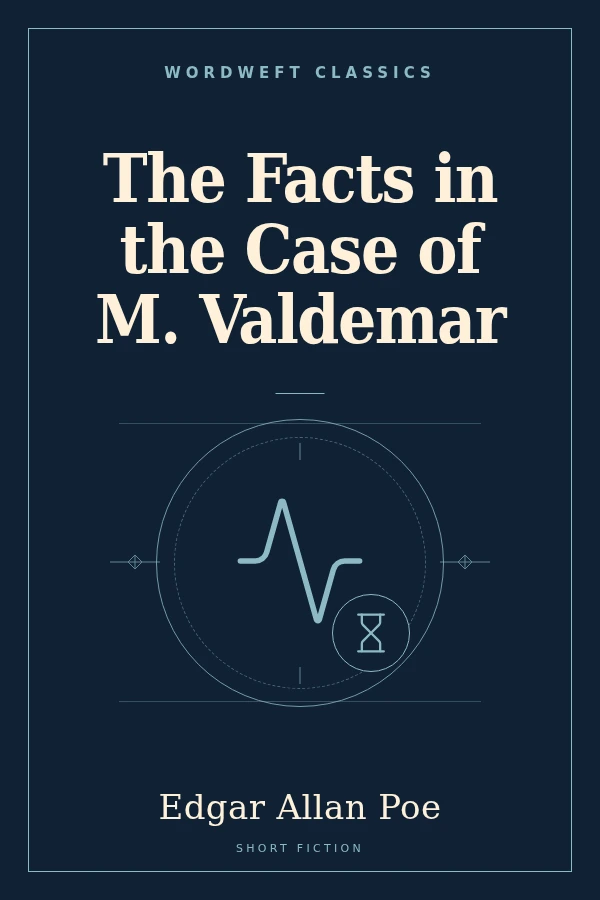 WORDWEFT CLASSICS
The Facts in
the Case of
M. Valdemar
Edgar Allan Poe
SHORT FICTION